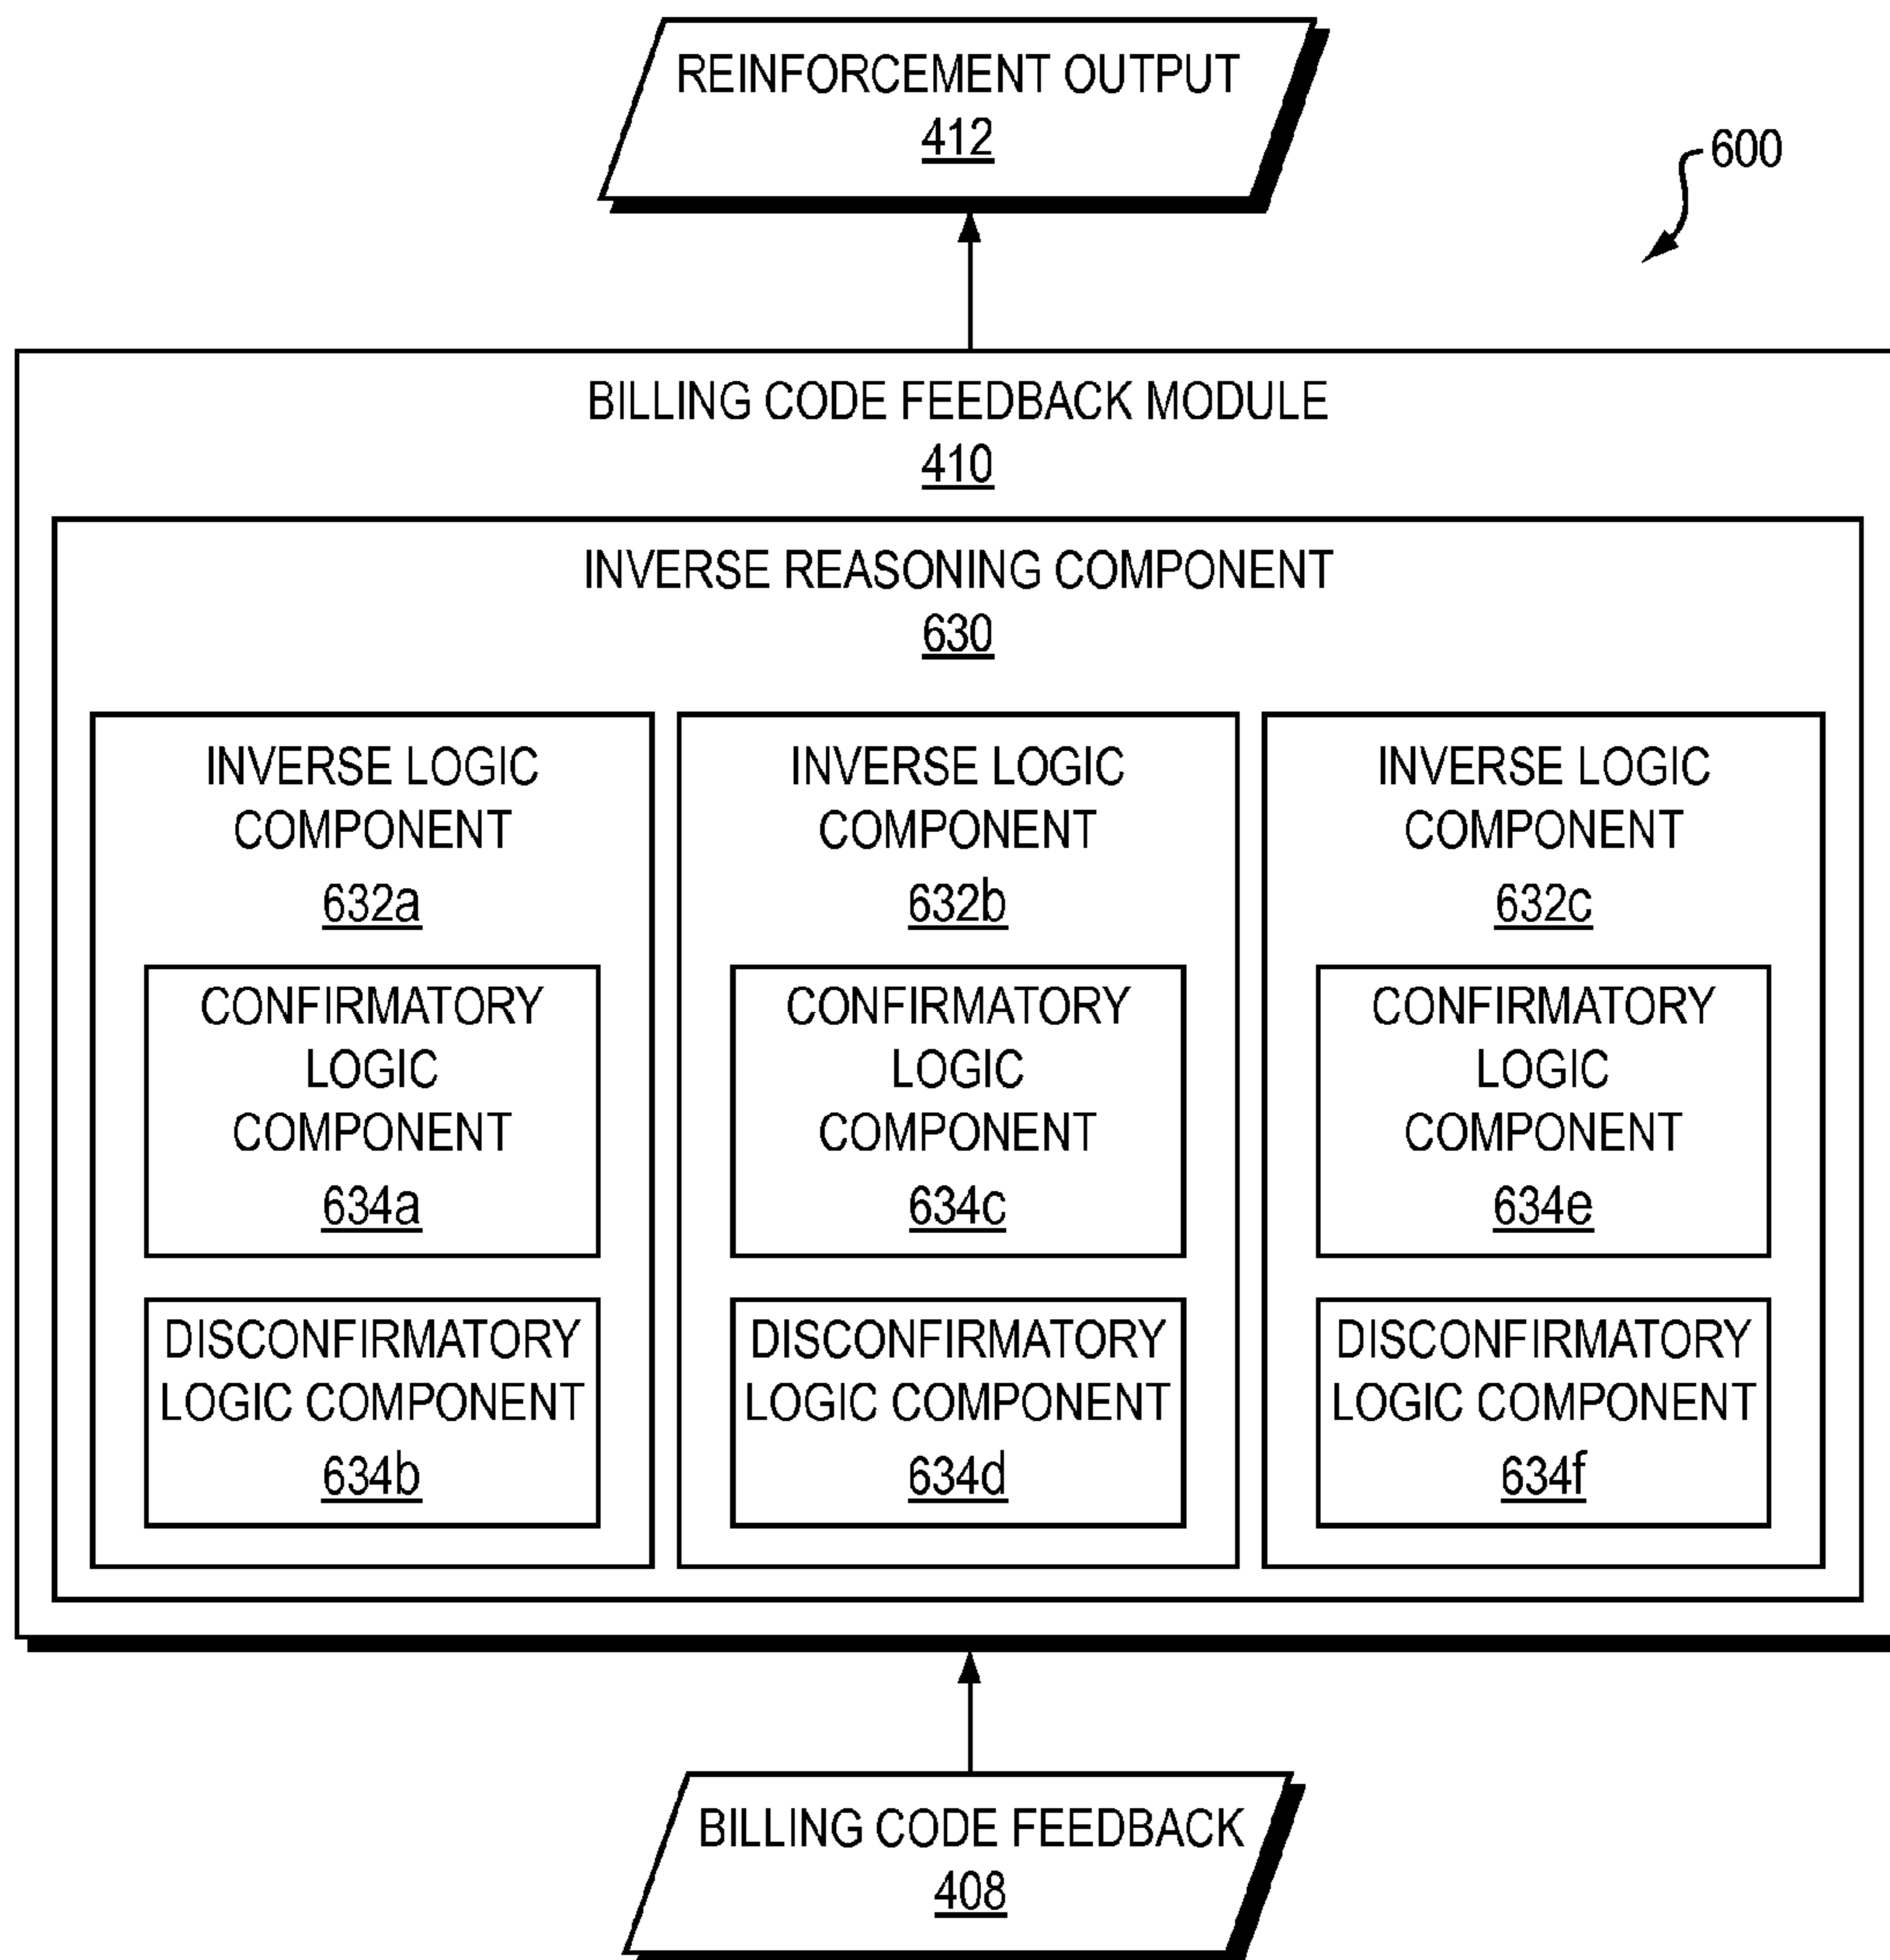 REINFORCEMENT OUTPUT
412
600
BILLING CODE FEEDBACK MODULE
410
INVERSE REASONING COMPONENT
630
INVERSE LOGIC
COMPONENT
632a
CONFIRMATORY
LOGIC
COMPONENT
634a
DISCONFIRMATORY
LOGIC COMPONENT
634b
INVERSE LOGIC
COMPONENT
632b
CONFIRMATORY
LOGIC
COMPONENT
634c
DISCONFIRMATORY
LOGIC COMPONENT
634d
INVERSE LOGIC
COMPONENT
632c
CONFIRMATORY
LOGIC
COMPONENT
634e
DISCONFIRMATORY
LOGIC COMPONENT
634f
BILLING CODE FEEDBACK
408